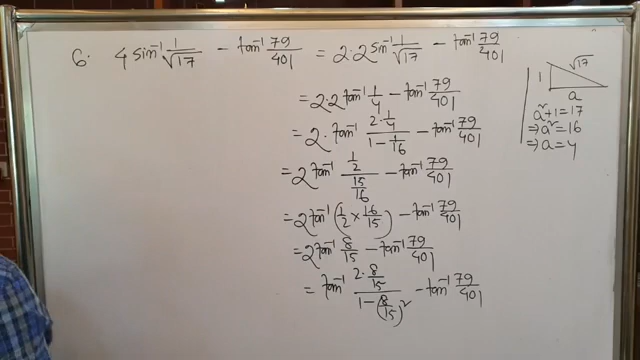 6. 4 sin⁻¹ 1/√17 − tan⁻¹ 79/401 = 2·2 sin⁻¹ 1/√17 − tan⁻¹ 79/401
= 2·2 tan⁻¹ 1/4 − tan⁻¹ 79/401
= 2· tan⁻¹ (2·1/4)/(1 − 1/16) − tan⁻¹ 79/401
= 2 tan⁻¹ (1/2)/(15/16) − tan⁻¹ 79/401
= 2 tan⁻¹ (1/2 × 16/15) − tan⁻¹ 79/401
= 2 tan⁻¹ 8/15 − tan⁻¹ 79/401
= tan⁻¹ (2·8/15)/(1 − (8/15)²) − tan⁻¹ 79/401
√17
1
a
a²+1=17
⇒a²=16
⇒a=4